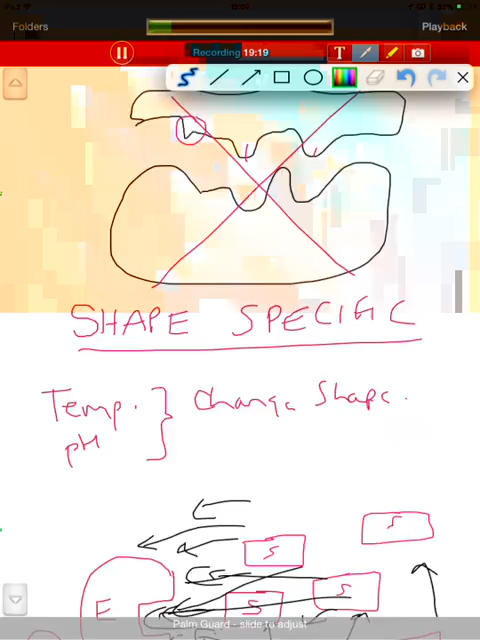 Folders
Playback
Recording 19:19
T
SHAPE SPECIFIC
Temp. } Change Shape.
pH
S
S
S
S
E
Palm Guard - slide to adjust